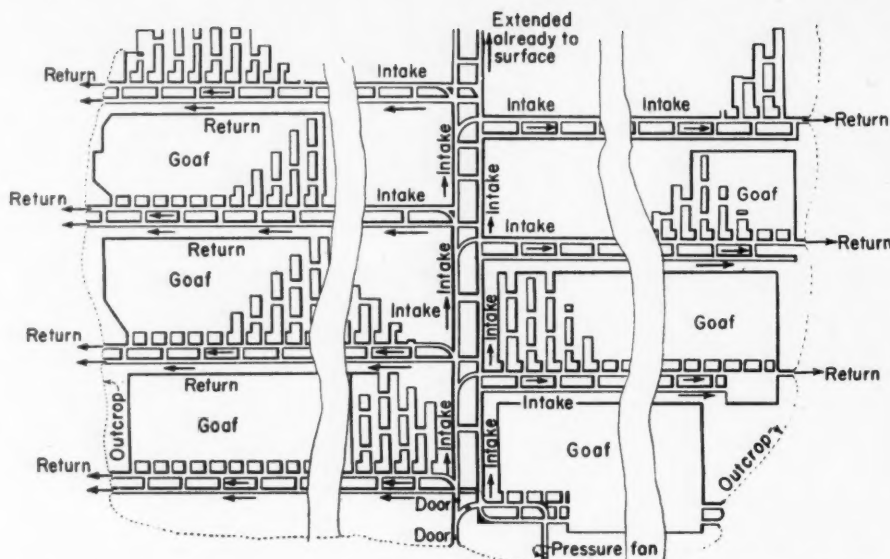 Extended
already to
surface
Return
Intake
Intake
Intake
Return
Return
Goaf
Intake
Intake
Goaf
Return
Intake
Intake
Return
Return
Goaf
Intake
Intake
Intake
Goaf
Return
Return
Return
Intake
Outcrop
Goaf
Intake
Intake
Goaf
Outcrop
Return
Door
Door
Pressure fan